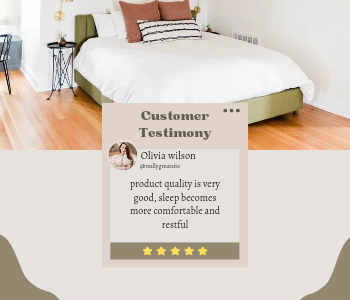 Customer
Testimony
Olivia wilson
@reallygreatsite
product quality is very
good, sleep becomes
more comfortable and
restful